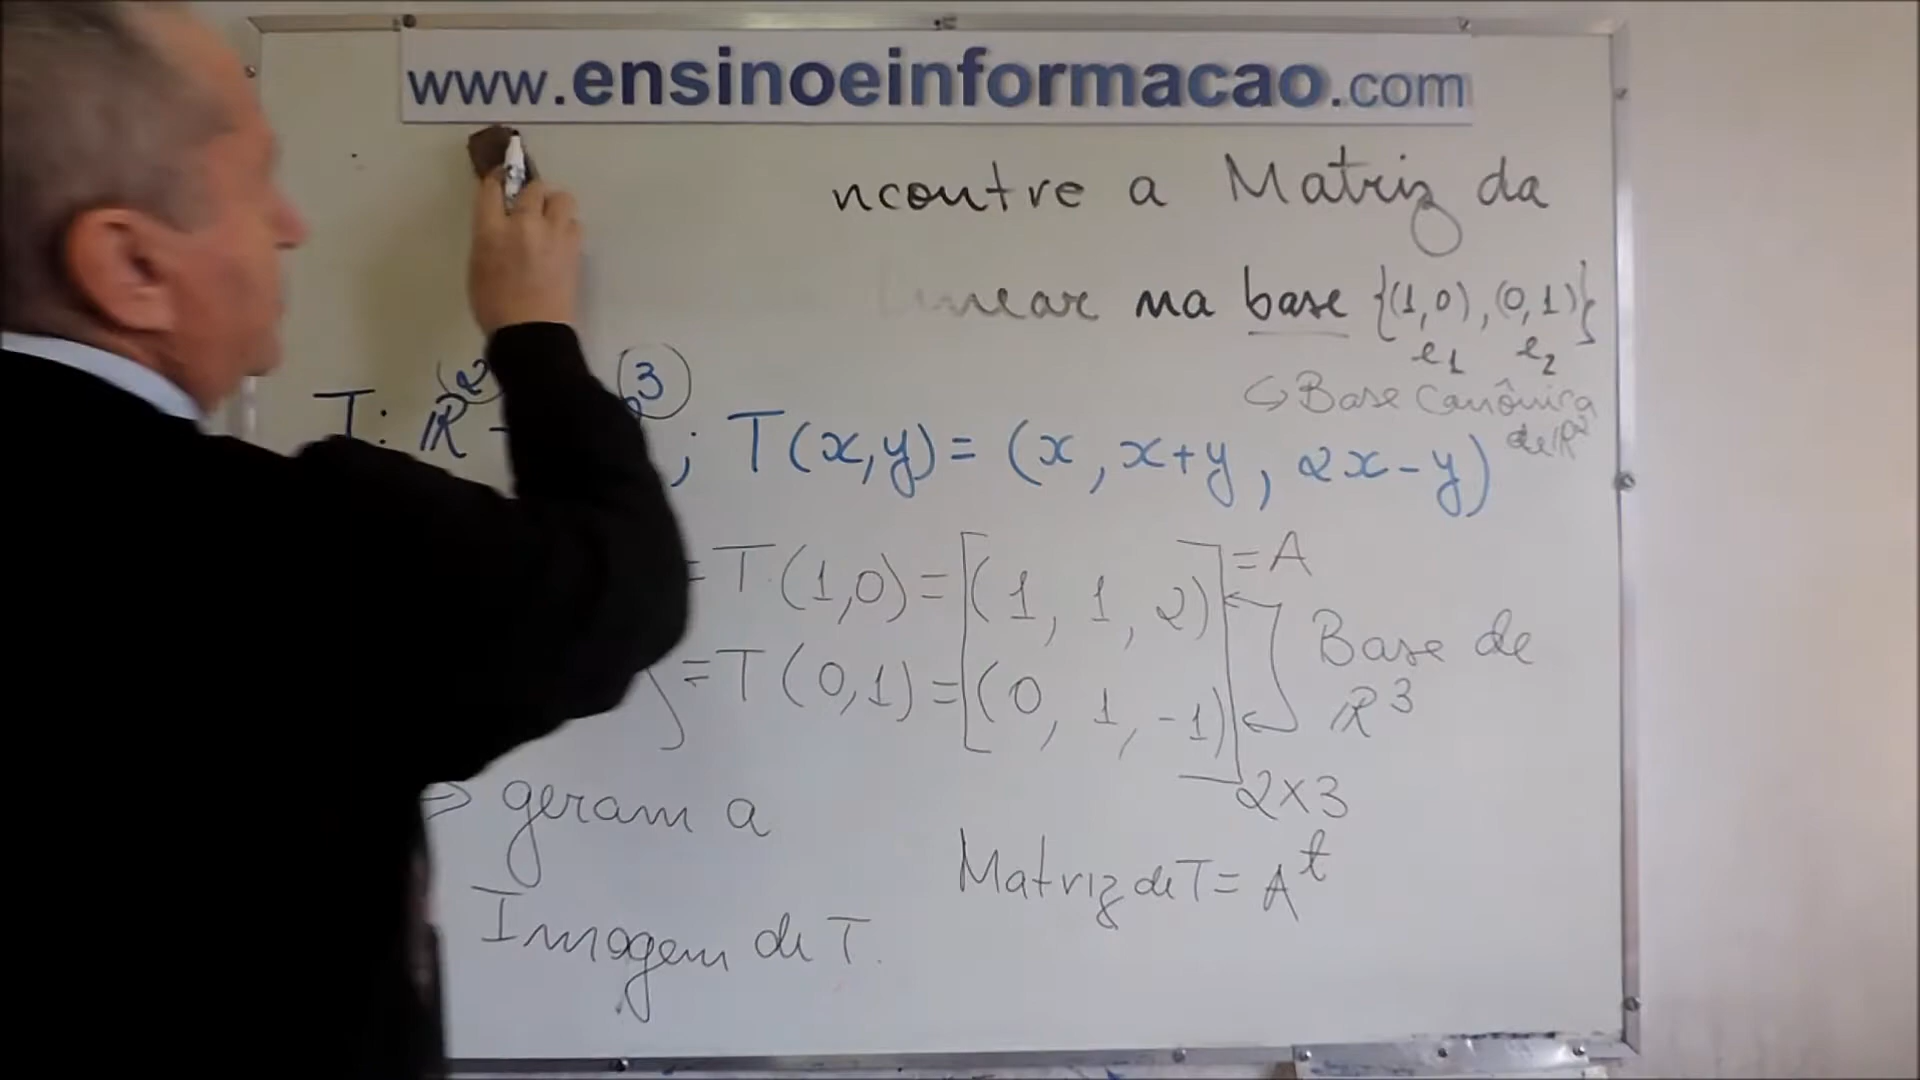 www.ensinoeinformacao.com
ncontre a Matriz da
Linear na base {(1,0),(0,1)}
e1 e2
↳ Base Canônica
de R²
T: R² - 3 ; T(x,y) = (x, x+y, 2x-y)
= T(1,0) = [(1, 1, 2)] = A
= T(0,1) = [(0, 1, -1)]
Base de
R³
2x3
=> geram a
Imagem de T.
Matriz de T = Aᵗ